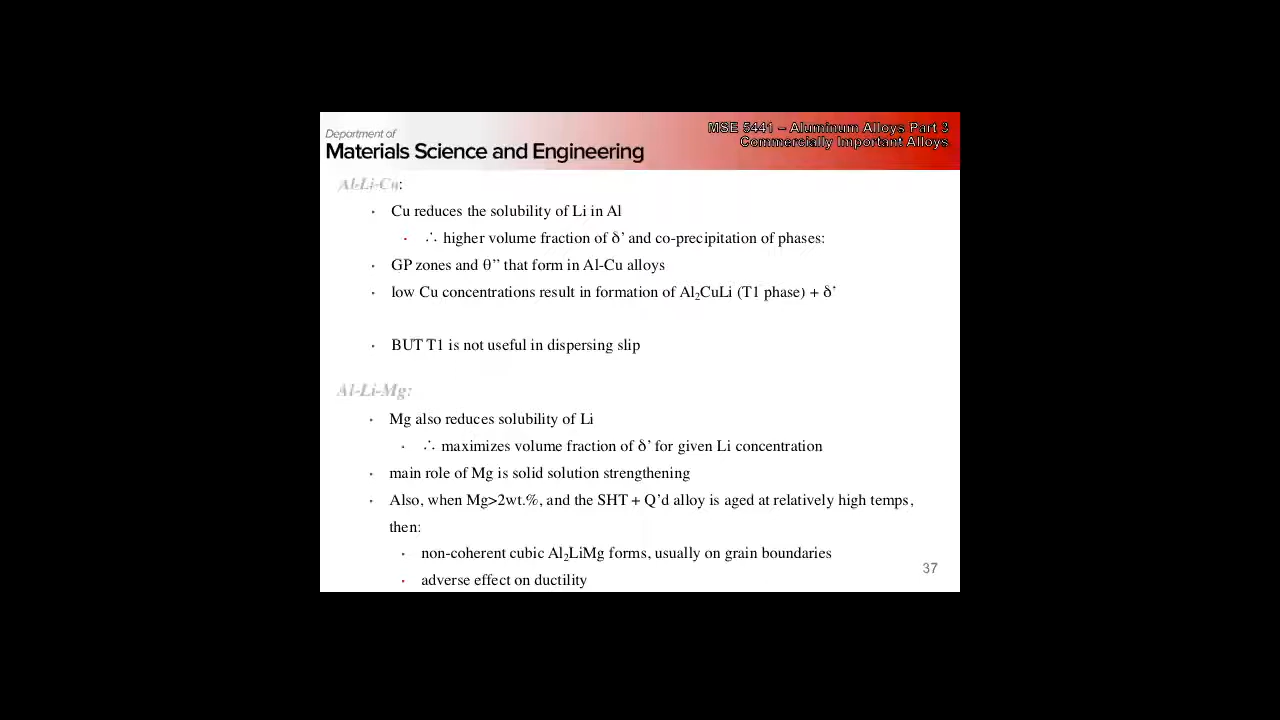 Department of
Materials Science and Engineering
MSE 5441 – Aluminum Alloys Part 3
Commercially Important Alloys
Al-Li-Cu:
· Cu reduces the solubility of Li in Al
· ∴ higher volume fraction of δ’ and co-precipitation of phases:
· GP zones and θ” that form in Al-Cu alloys
· low Cu concentrations result in formation of Al₂CuLi (T1 phase) + δ’
· BUT T1 is not useful in dispersing slip
Al-Li-Mg:
· Mg also reduces solubility of Li
· ∴ maximizes volume fraction of δ’ for given Li concentration
· main role of Mg is solid solution strengthening
· Also, when Mg>2wt.%, and the SHT + Q’d alloy is aged at relatively high temps,
then:
· non-coherent cubic Al₂LiMg forms, usually on grain boundaries
· adverse effect on ductility
37